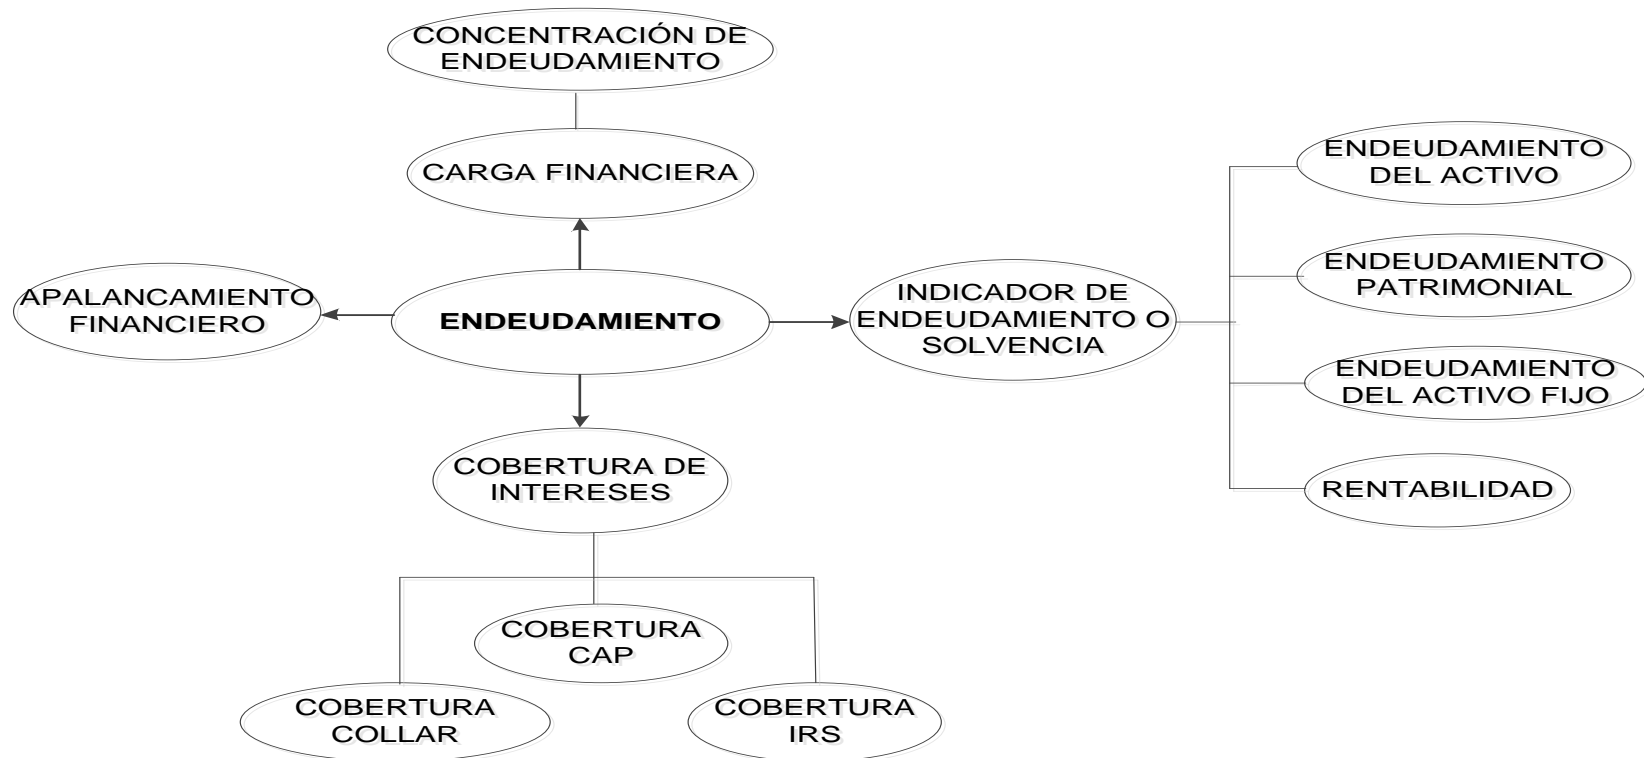 CONCENTRACIÓN DE
ENDEUDAMIENTO
CARGA FINANCIERA
APALANCAMIENTO
FINANCIERO
ENDEUDAMIENTO
INDICADOR DE
ENDEUDAMIENTO O
SOLVENCIA
ENDEUDAMIENTO
DEL ACTIVO
ENDEUDAMIENTO
PATRIMONIAL
ENDEUDAMIENTO
DEL ACTIVO FIJO
RENTABILIDAD
COBERTURA DE
INTERESES
COBERTURA
CAP
COBERTURA
COLLAR
COBERTURA
IRS